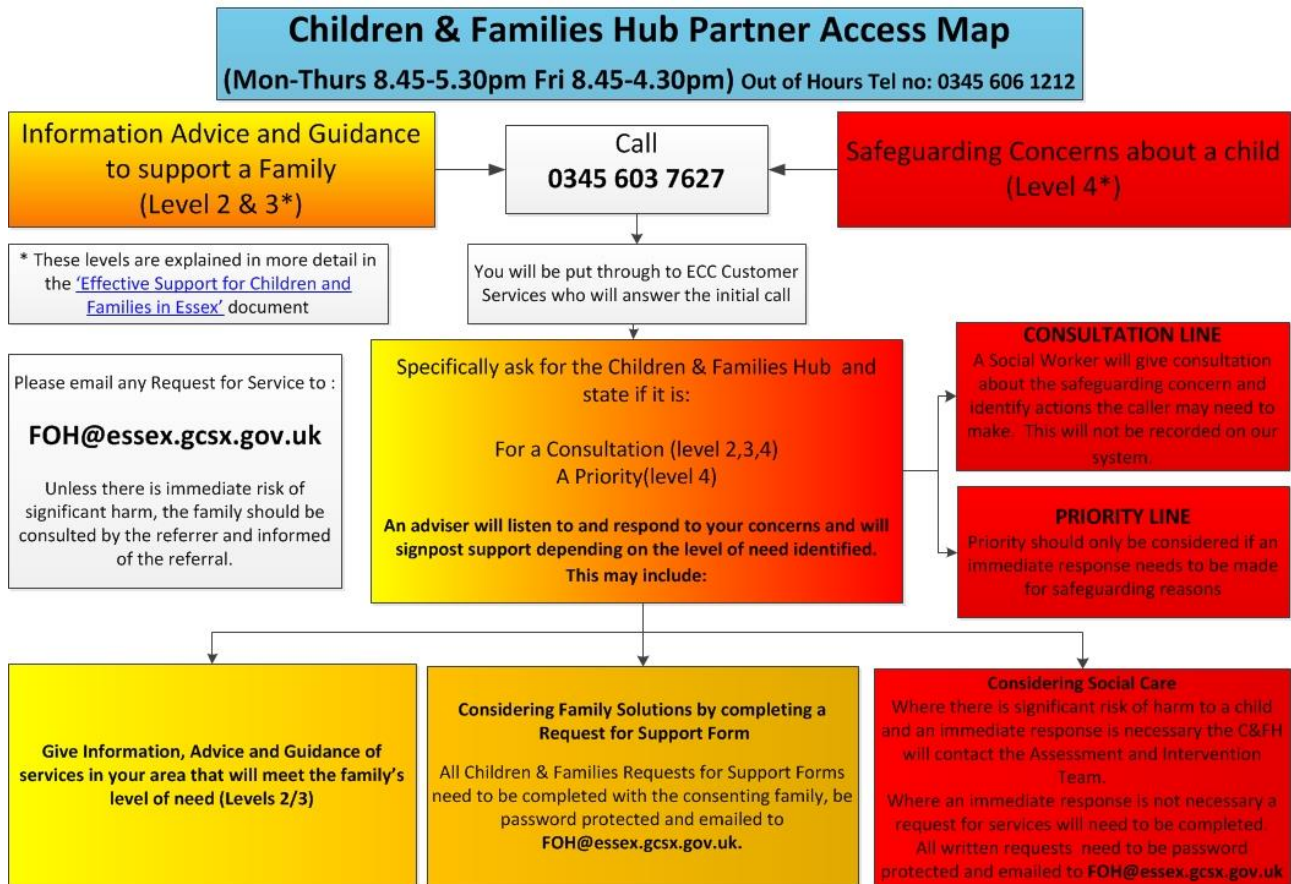 Children & Families Hub Partner Access Map
(Mon-Thurs 8.45-5.30pm Fri 8.45-4.30pm) Out of Hours Tel no: 0345 606 1212
Information Advice and Guidance
to support a Family
(Level 2 & 3*)
Call
0345 603 7627
Safeguarding Concerns about a child
(Level 4*)
* These levels are explained in more detail in
the 'Effective Support for Children and
Families in Essex' document
You will be put through to ECC Customer
Services who will answer the initial call
Please email any Request for Service to :
FOH@essex.gcsx.gov.uk
Unless there is immediate risk of
significant harm, the family should be
consulted by the referrer and informed
of the referral.
Specifically ask for the Children & Families Hub and
state if it is:
For a Consultation (level 2,3,4)
A Priority(level 4)
An adviser will listen to and respond to your concerns and will
signpost support depending on the level of need identified.
This may include:
CONSULTATION LINE
A Social Worker will give consultation
about the safeguarding concern and
identify actions the caller may need to
make. This will not be recorded on our
system.
PRIORITY LINE
Priority should only be considered if an
immediate response needs to be made
for safeguarding reasons
Give Information, Advice and Guidance of
services in your area that will meet the family's
level of need (Levels 2/3)
Considering Family Solutions by completing a
Request for Support Form
All Children & Families Requests for Support Forms
need to be completed with the consenting family, be
password protected and emailed to
FOH@essex.gcsx.gov.uk.
Considering Social Care
Where there is significant risk of harm to a child
and an immediate response is necessary the C&FH
will contact the Assessment and Intervention
Team.
Where an immediate response is not necessary a
request for services will need to be completed.
All written requests need to be password
protected and emailed to FOH@essex.gcsx.gov.uk